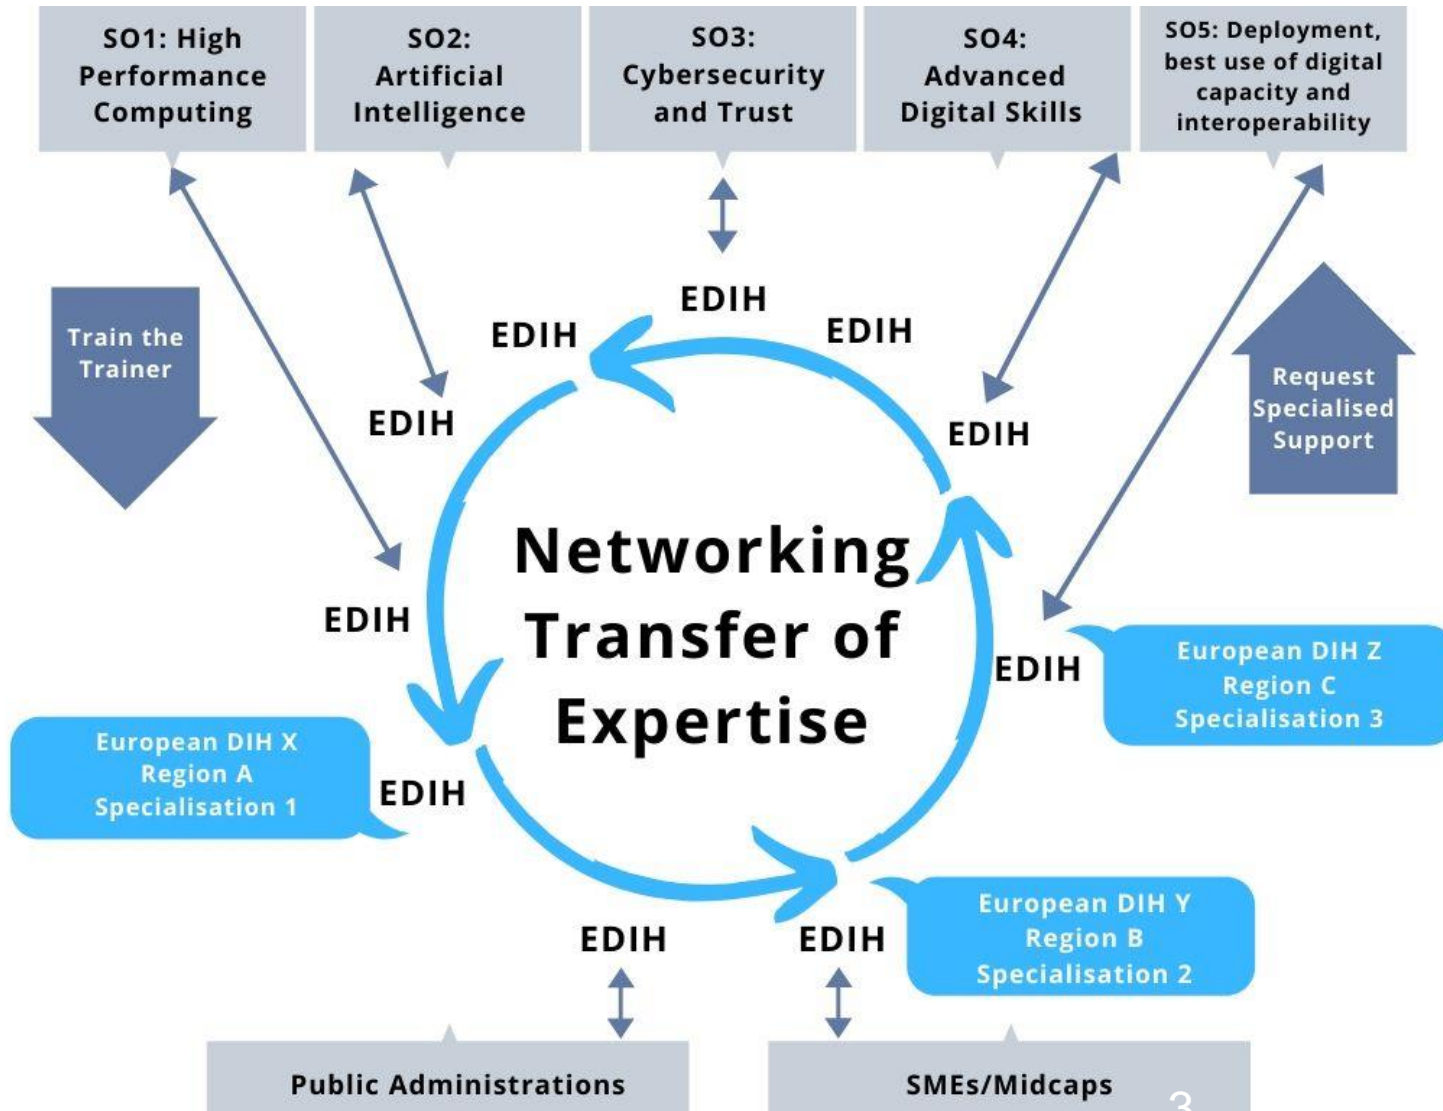 SO1: High
Performance
Computing
SO2:
Artificial
Intelligence
SO3:
Cybersecurity
and Trust
SO4:
Advanced
Digital Skills
SO5: Deployment,
best use of digital
capacity and
interoperability
Train the
Trainer
EDIH
EDIH
EDIH
Request
Specialised
Support
EDIH
EDIH
Networking
Transfer of
Expertise
EDIH
EDIH
European DIH Z
Region C
Specialisation 3
European DIH X
Region A
Specialisation 1
EDIH
European DIH Y
Region B
Specialisation 2
EDIH
EDIH
Public Administrations
SMEs/Midcaps
3